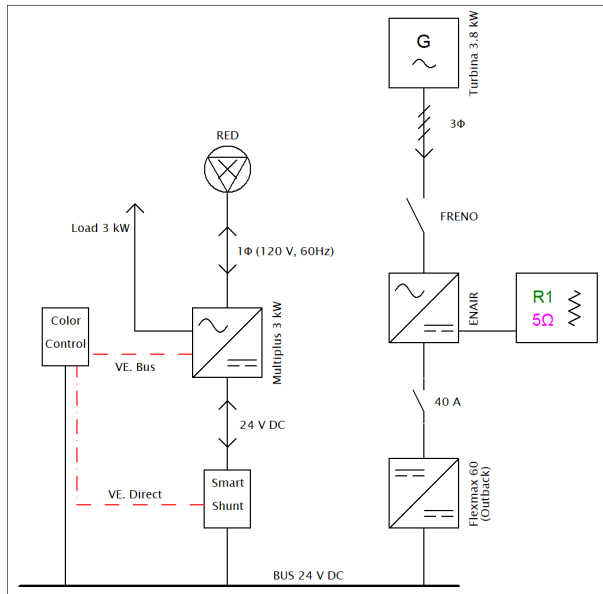 G
Turbina 3.8 kW
3Φ
RED
FRENO
Load 3 kW
1Φ (120 V, 60Hz)
Color
Control
VE. Bus
Multiplus 3 kW
ENAIR
R1
5Ω
24 V DC
40 A
VE. Direct
Smart
Shunt
Flexmax 60
(Outback)
BUS 24 V DC